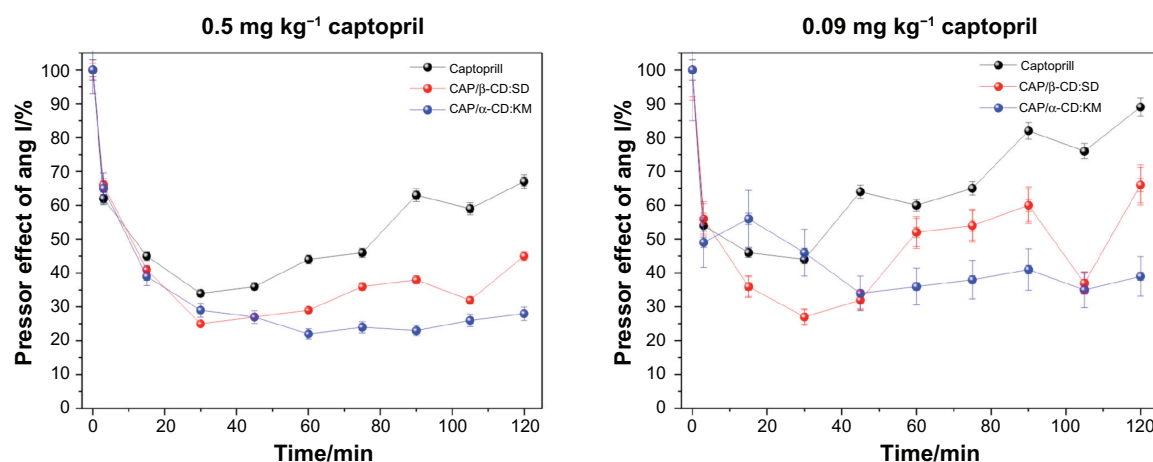 0.5 mg kg⁻¹ captopril
Pressor effect of ang I/%
100
90
80
70
60
50
40
30
20
10
0
Captoprill
CAP/β-CD:SD
CAP/α-CD:KM
0 20 40 60 80 100 120
Time/min
0.09 mg kg⁻¹ captopril
Pressor effect of ang I/%
100
90
80
70
60
50
40
30
20
10
0
Captopril
CAP/β-CD:SD
CAP/α-CD:KM
0 20 40 60 80 100 120
Time/min